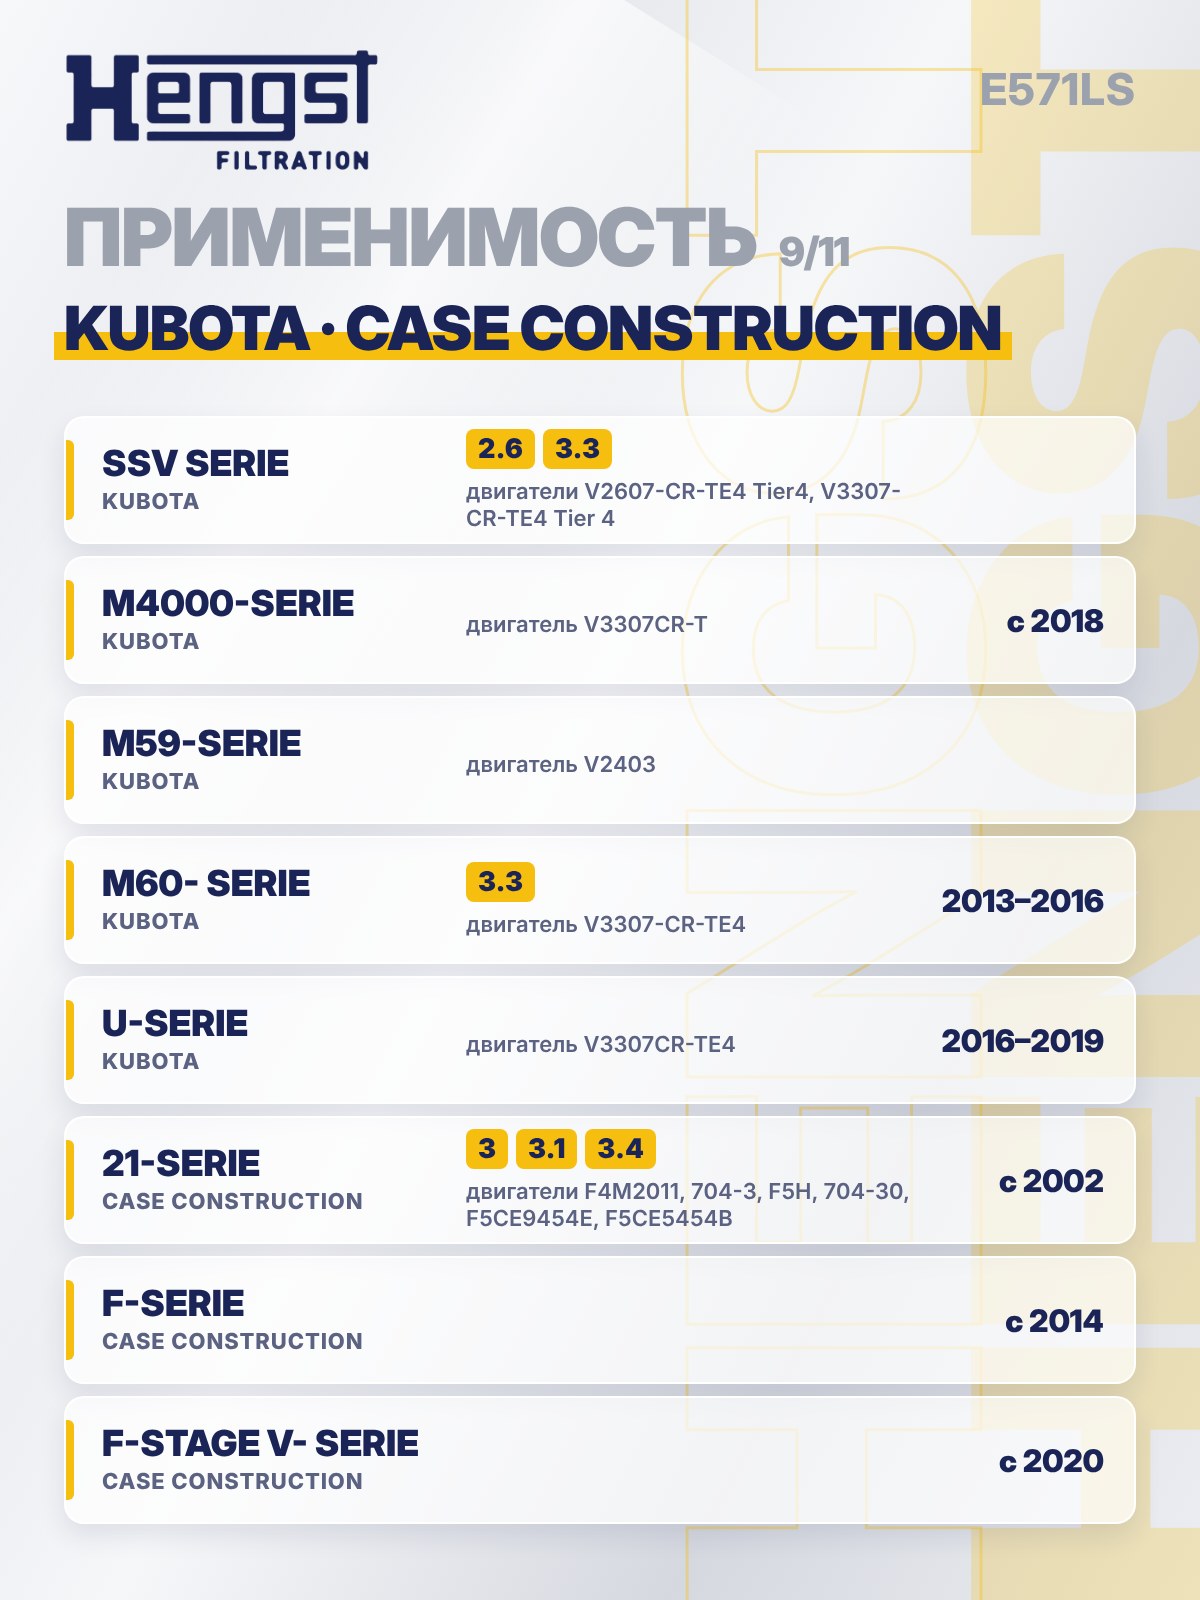 Hengst
FILTRATION
E571LS
ПРИМЕНИМОСТЬ 9/11
KUBOTA · CASE CONSTRUCTION
SSV SERIE
KUBOTA
2.6 3.3
двигатели V2607-CR-TE4 Tier4, V3307-
CR-TE4 Tier 4
M4000-SERIE
KUBOTA
двигатель V3307CR-T
с 2018
M59-SERIE
KUBOTA
двигатель V2403
M60- SERIE
KUBOTA
3.3
двигатель V3307-CR-TE4
2013–2016
U-SERIE
KUBOTA
двигатель V3307CR-TE4
2016–2019
21-SERIE
CASE CONSTRUCTION
3 3.1 3.4
двигатели F4M2011, 704-3, F5H, 704-30,
F5CE9454E, F5CE5454B
с 2002
F-SERIE
CASE CONSTRUCTION
с 2014
F-STAGE V- SERIE
CASE CONSTRUCTION
с 2020
HENGST
HENGST